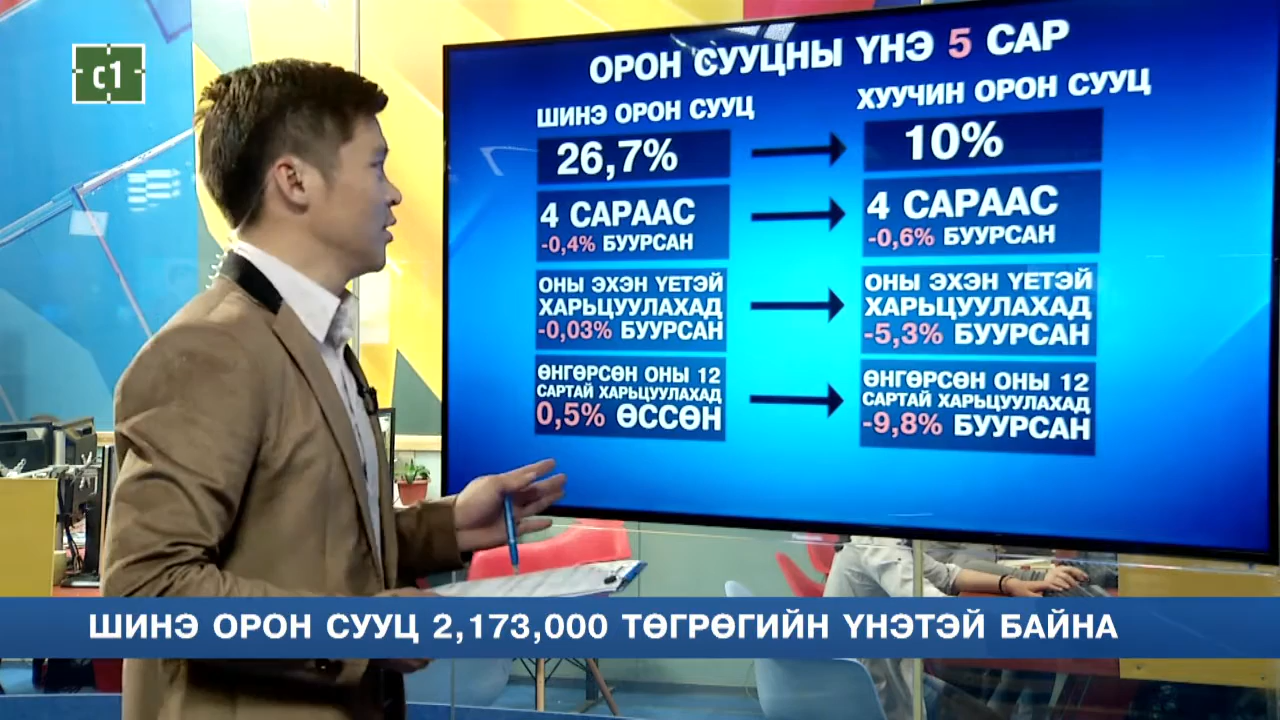 c1
ОРОН СУУЦНЫ ҮНЭ 5 САР
ШИНЭ ОРОН СУУЦ
26,7%
4 САРААС
-0,4% БУУРСАН
ОНЫ ЭХЭН ҮЕТЭЙ
ХАРЬЦУУЛАХАД
-0,03% БУУРСАН
ӨНГӨРСӨН ОНЫ 12
САРТАЙ ХАРЬЦУУЛАХАД
0,5% ӨССӨН
ХУУЧИН ОРОН СУУЦ
10%
4 САРААС
-0,6% БУУРСАН
ОНЫ ЭХЭН ҮЕТЭЙ
ХАРЬЦУУЛАХАД
-5,3% БУУРСАН
ӨНГӨРСӨН ОНЫ 12
САРТАЙ ХАРЬЦУУЛАХАД
-9,8% БУУРСАН
ШИНЭ ОРОН СУУЦ 2,173,000 ТӨГРӨГИЙН ҮНЭТЭЙ БАЙНА